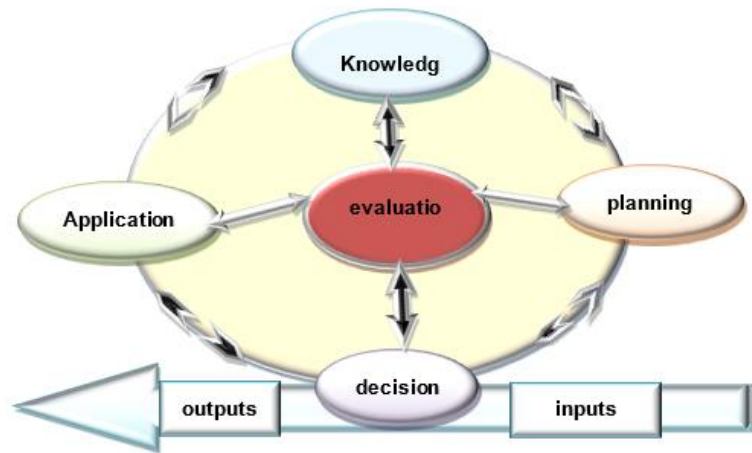 Knowledg
Application
evaluatio
planning
decision
outputs
inputs